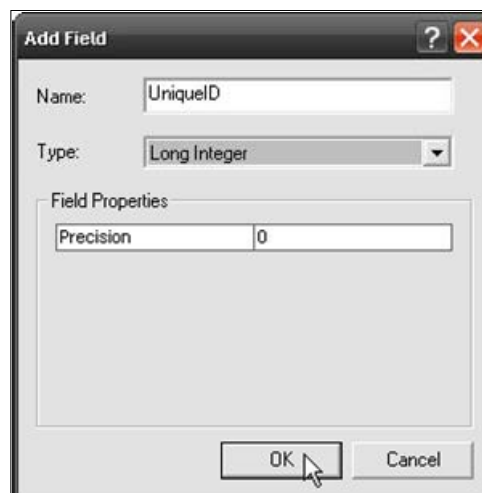 Add Field
Name: UniqueID
Type: Long Integer
Field Properties
Precision 0
OK Cancel